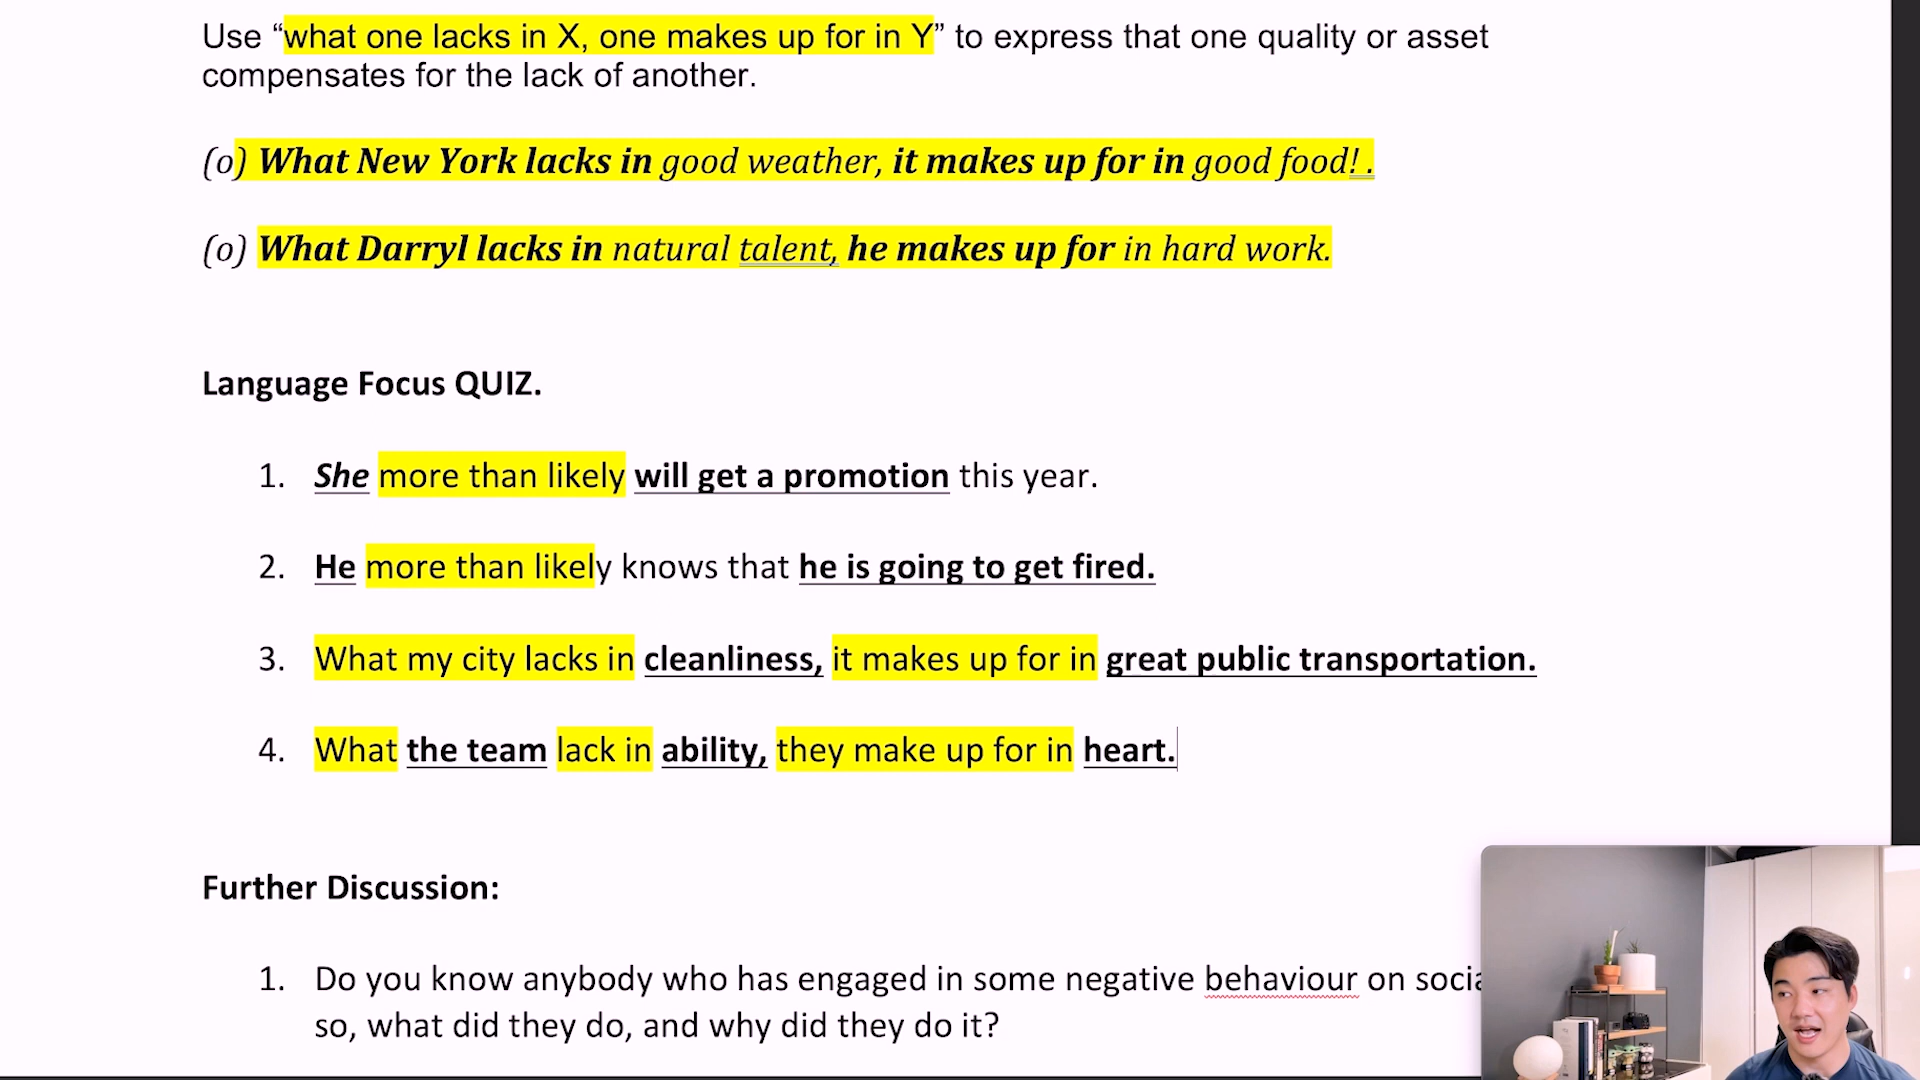 Use “what one lacks in X, one makes up for in Y” to express that one quality or asset
compensates for the lack of another.
(o) What New York lacks in good weather, it makes up for in good food! .
(o) What Darryl lacks in natural talent, he makes up for in hard work.
Language Focus QUIZ.
1. She more than likely will get a promotion this year.
2. He more than likely knows that he is going to get fired.
3. What my city lacks in cleanliness, it makes up for in great public transportation.
4. What the team lack in ability, they make up for in heart.
Further Discussion:
1. Do you know anybody who has engaged in some negative behaviour on
so, what did they do, and why did they do it?